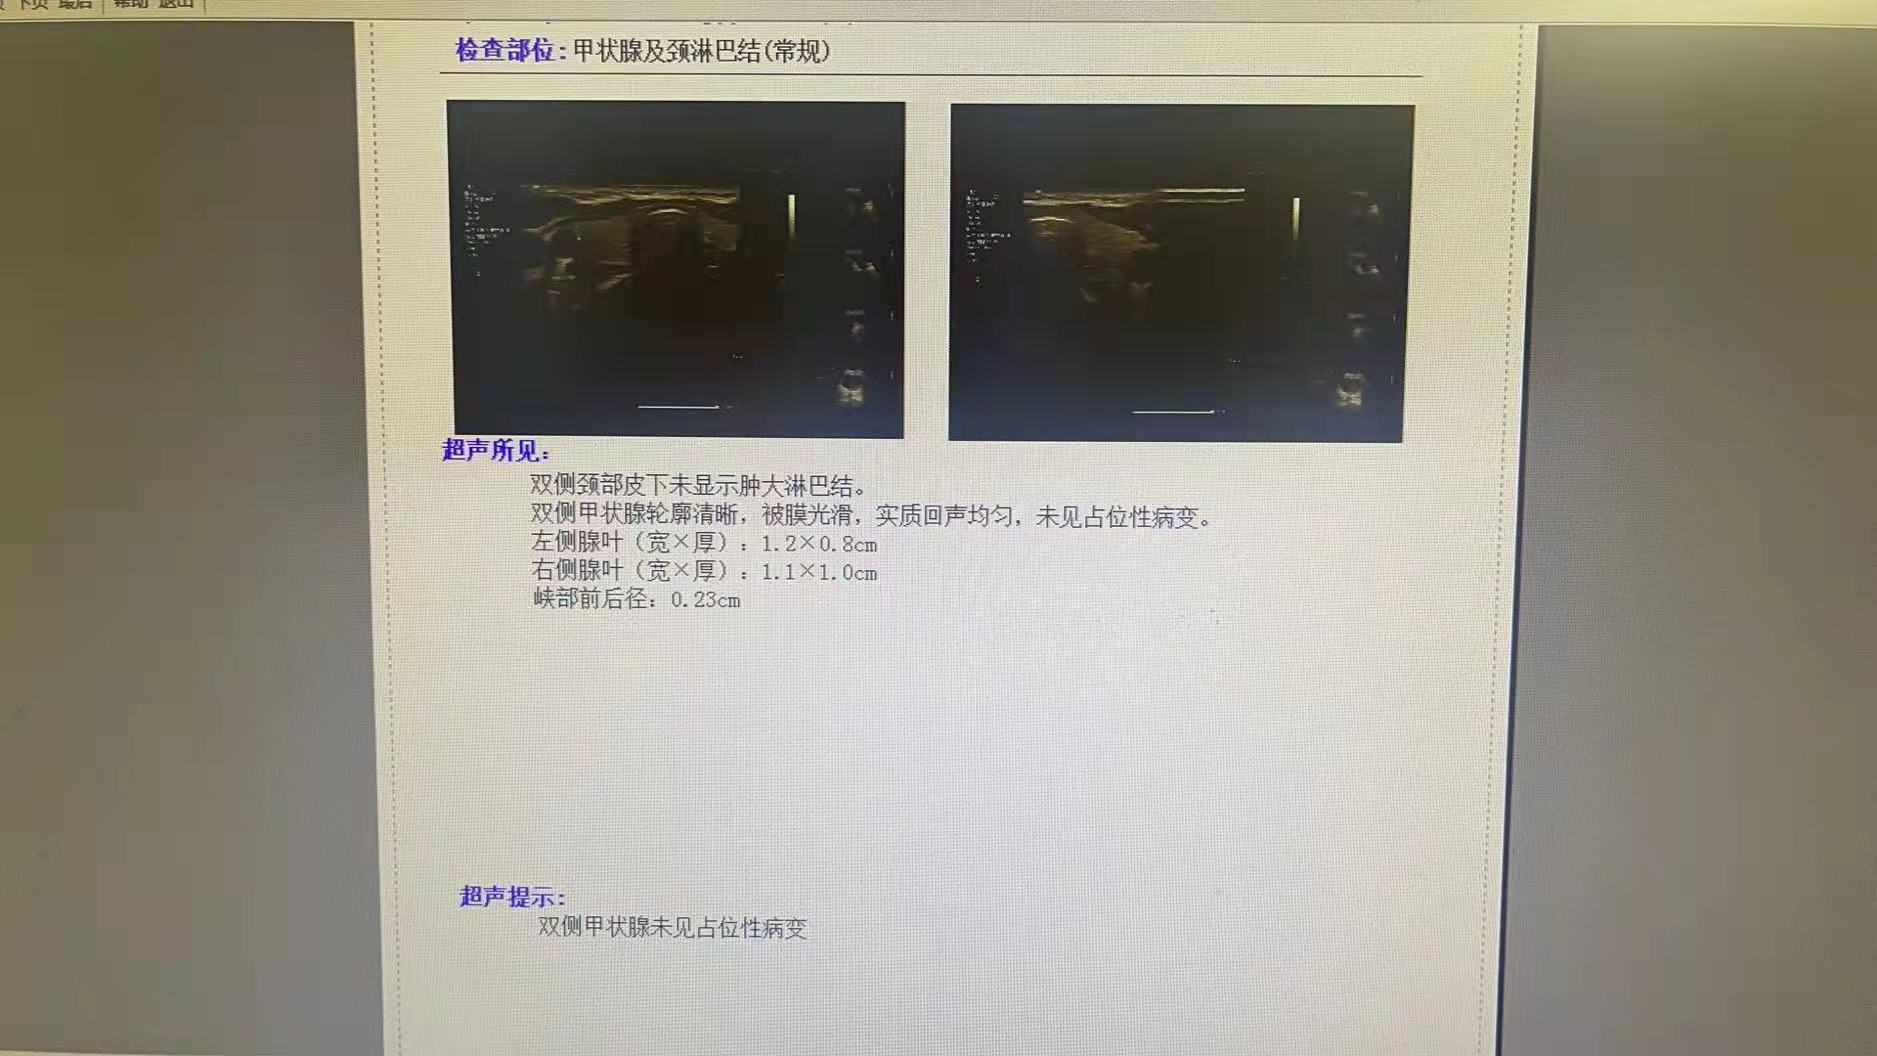 下页 最后 帮助 退出
检查部位:甲状腺及颈淋巴结(常规)
超声所见:
双侧颈部皮下未显示肿大淋巴结。
双侧甲状腺轮廓清晰，被膜光滑，实质回声均匀，未见占位性病变。
左侧腺叶（宽×厚）：1.2×0.8cm
右侧腺叶（宽×厚）：1.1×1.0cm
峡部前后径：0.23cm
超声提示:
双侧甲状腺未见占位性病变